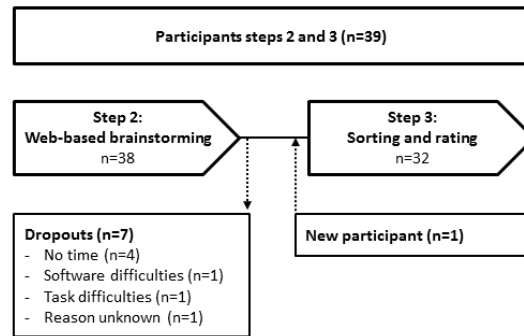 Participants steps 2 and 3 (n=39)
Step 2:
Web-based brainstorming
n=38
Step 3:
Sorting and rating
n=32
Dropouts (n=7)
- No time (n=4)
- Software difficulties (n=1)
- Task difficulties (n=1)
- Reason unknown (n=1)
New participant (n=1)